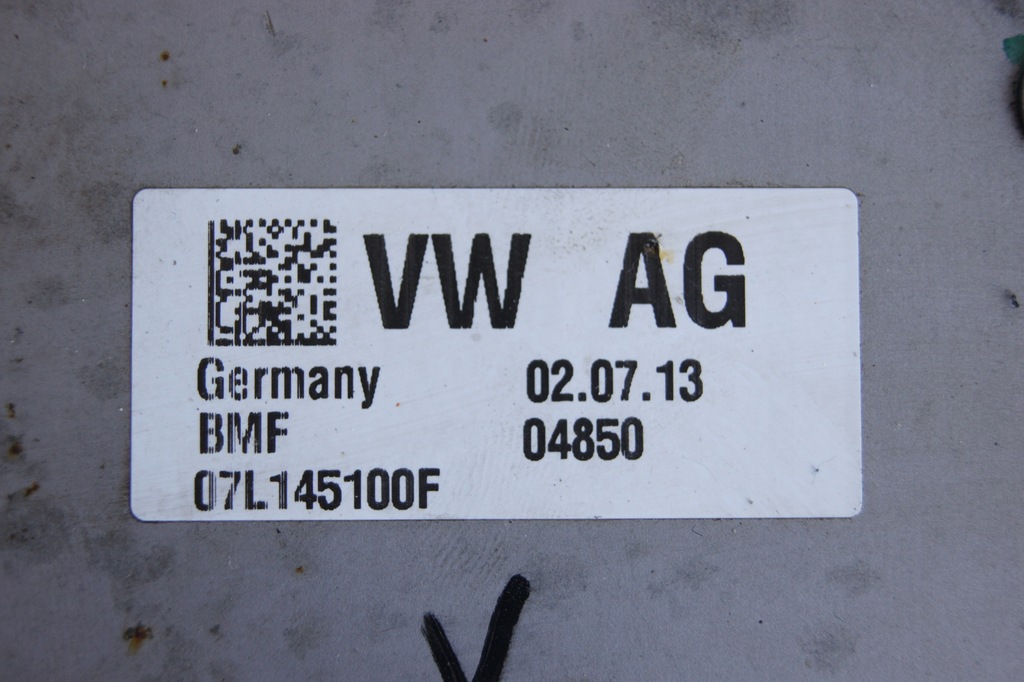 VW AG
Germany 02.07.13
BMF 04850
07L145100F